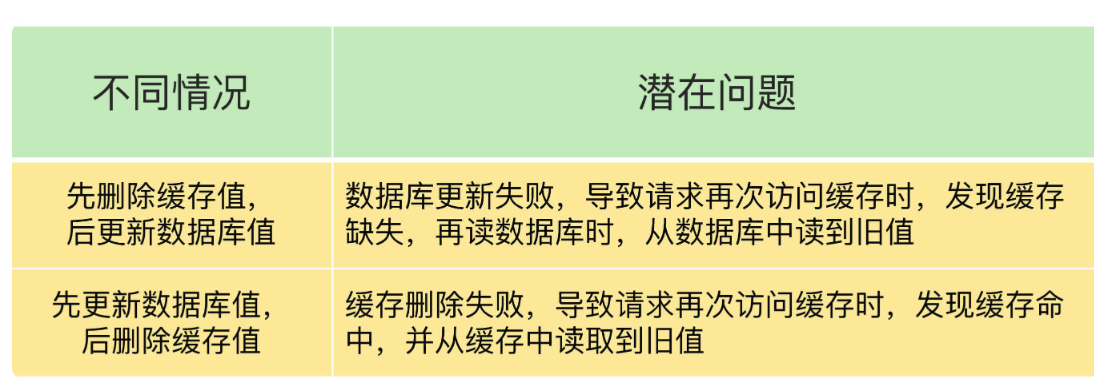 不同情况
潜在问题
先删除缓存值，
后更新数据库值
数据库更新失败，导致请求再次访问缓存时，发现缓存
缺失，再读数据库时，从数据库中读到旧值
先更新数据库值，
后删除缓存值
缓存删除失败，导致请求再次访问缓存时，发现缓存命
中，并从缓存中读取到旧值